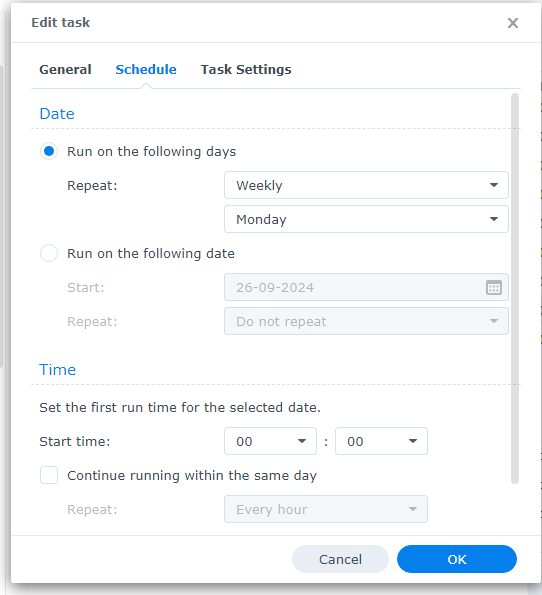 Edit task
General Schedule Task Settings
Date
Run on the following days
Repeat: Weekly
Monday
Run on the following date
Start: 26-09-2024
Repeat: Do not repeat
Time
Set the first run time for the selected date.
Start time: 00 : 00
Continue running within the same day
Repeat: Every hour
Cancel OK